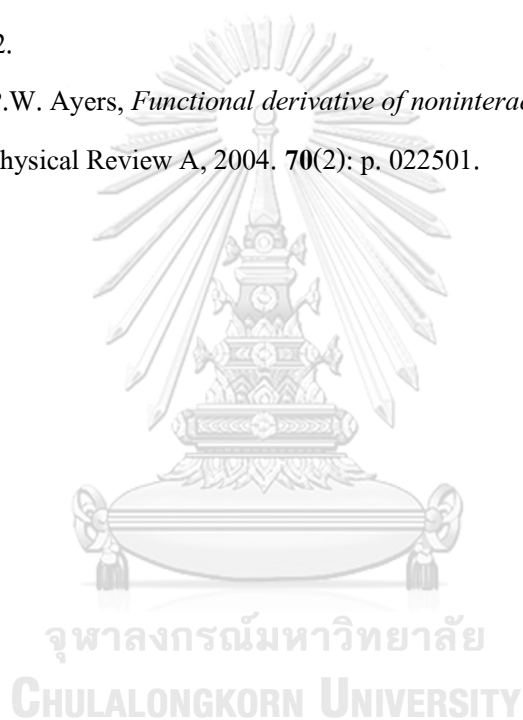 2.
P.W. Ayers, Functional derivative of noninterac
hysical Review A, 2004. 70(2): p. 022501.
จุฬาลงกรณ์มหาวิทยาลัย
CHULALONGKORN UNIVERSITY